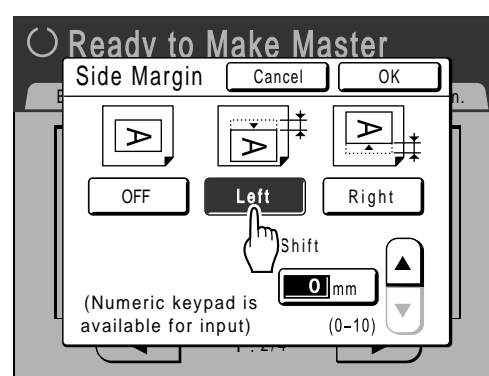 Ready to Make Master
Side Margin
Cancel
OK
A
A
A
OFF
Left
Right
Shift
0 mm
(Numeric keypad is
available for input)
(0–10)